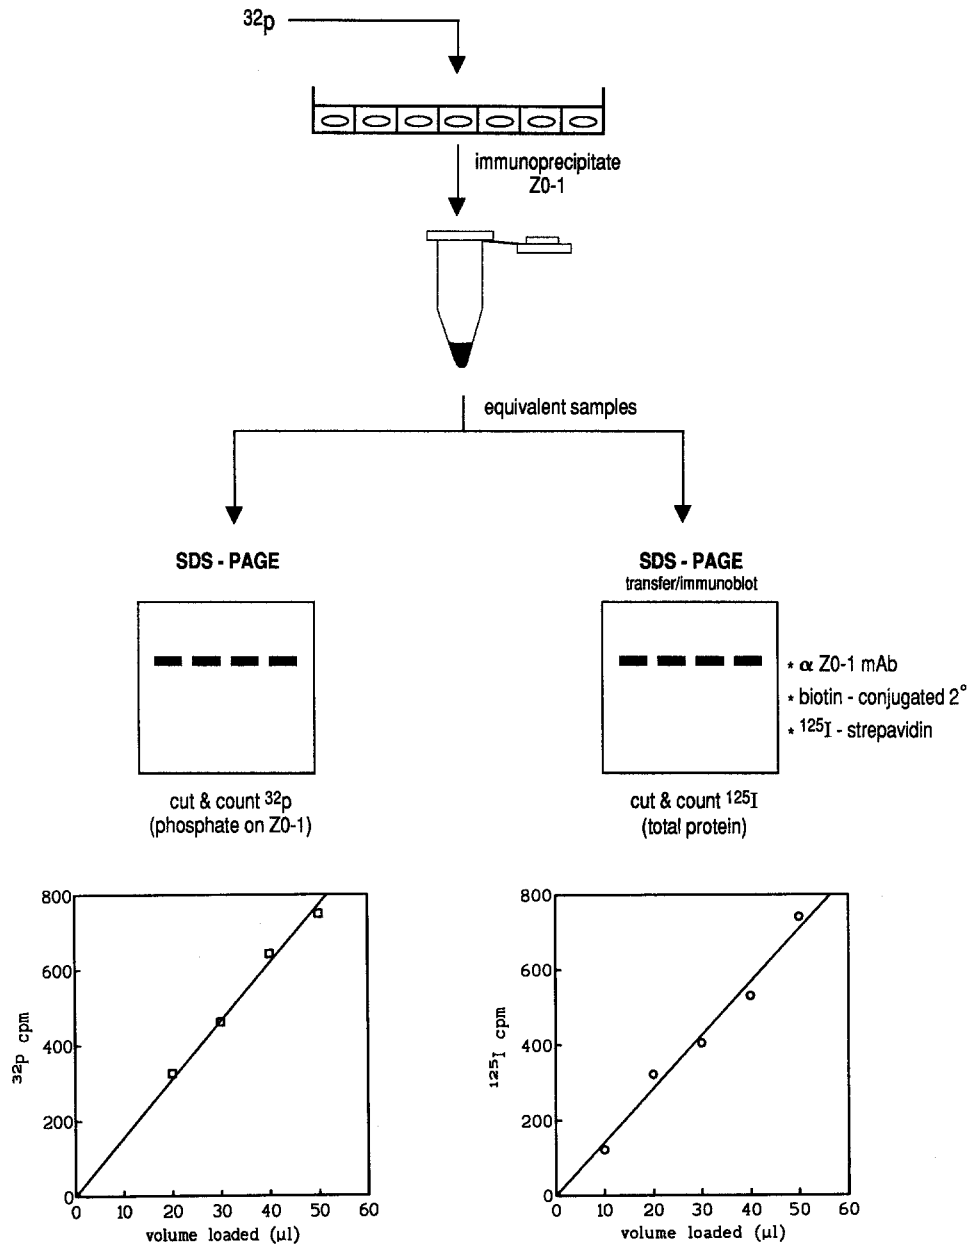 32p
immunoprecipitate
Z0-1
equivalent samples
SDS - PAGE
cut & count 32p
(phosphate on Z0-1)
SDS - PAGE
transfer/immunoblot
* α Z0-1 mAb
* biotin - conjugated 2°
* 125I - strepavidin
cut & count 125I
(total protein)
800
600
400
200
0
32p cpm
0 10 20 30 40 50 60
volume loaded (µl)
800
600
400
200
0
125I cpm
0 10 20 30 40 50 60
volume loaded (µl)